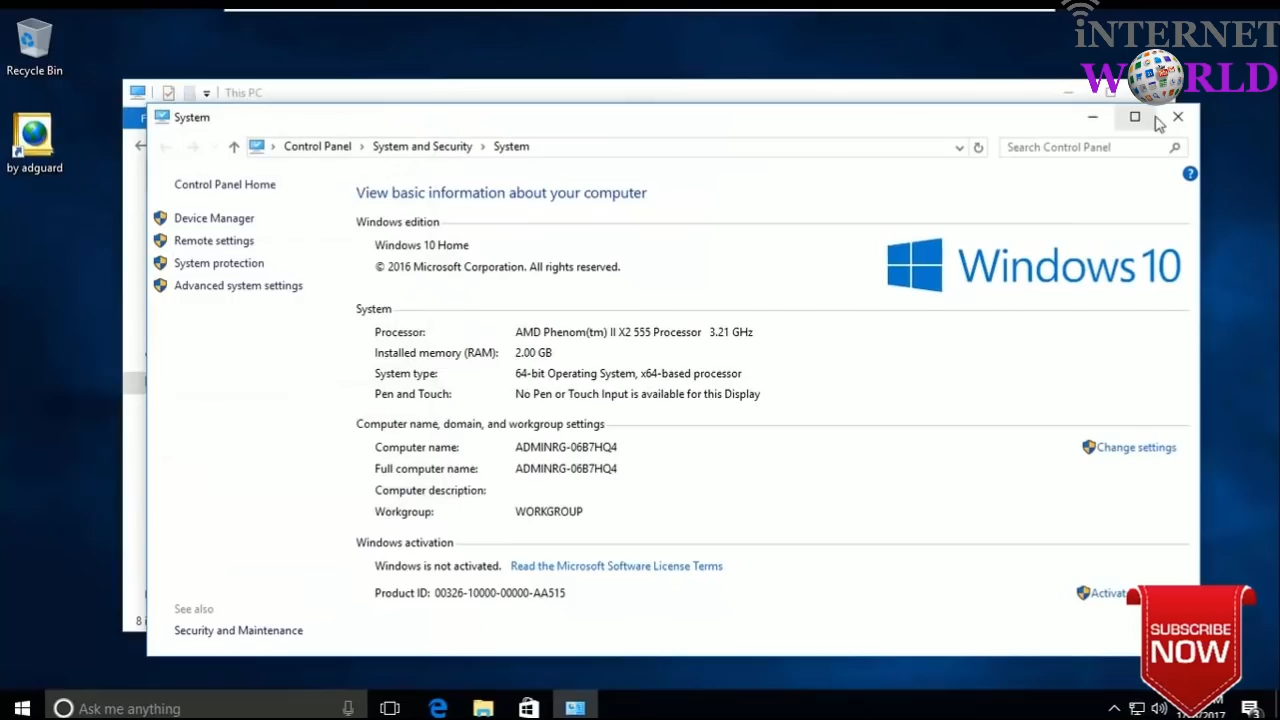 iNTERNET
WORLD
Recycle Bin
by adguard
This PC
System
Control Panel > System and Security > System
Search Control Panel
Control Panel Home
Device Manager
Remote settings
System protection
Advanced system settings
See also
Security and Maintenance
View basic information about your computer
Windows edition
Windows 10 Home
© 2016 Microsoft Corporation. All rights reserved.
Windows 10
System
Processor: AMD Phenom(tm) II X2 555 Processor 3.21 GHz
Installed memory (RAM): 2.00 GB
System type: 64-bit Operating System, x64-based processor
Pen and Touch: No Pen or Touch Input is available for this Display
Computer name, domain, and workgroup settings
Computer name: ADMINRG-06B7HQ4
Change settings
Full computer name: ADMINRG-06B7HQ4
Computer description:
Workgroup: WORKGROUP
Windows activation
Windows is not activated. Read the Microsoft Software License Terms
Product ID: 00326-10000-00000-AA515
Activat
SUBSCRIBE
NOW
Ask me anything